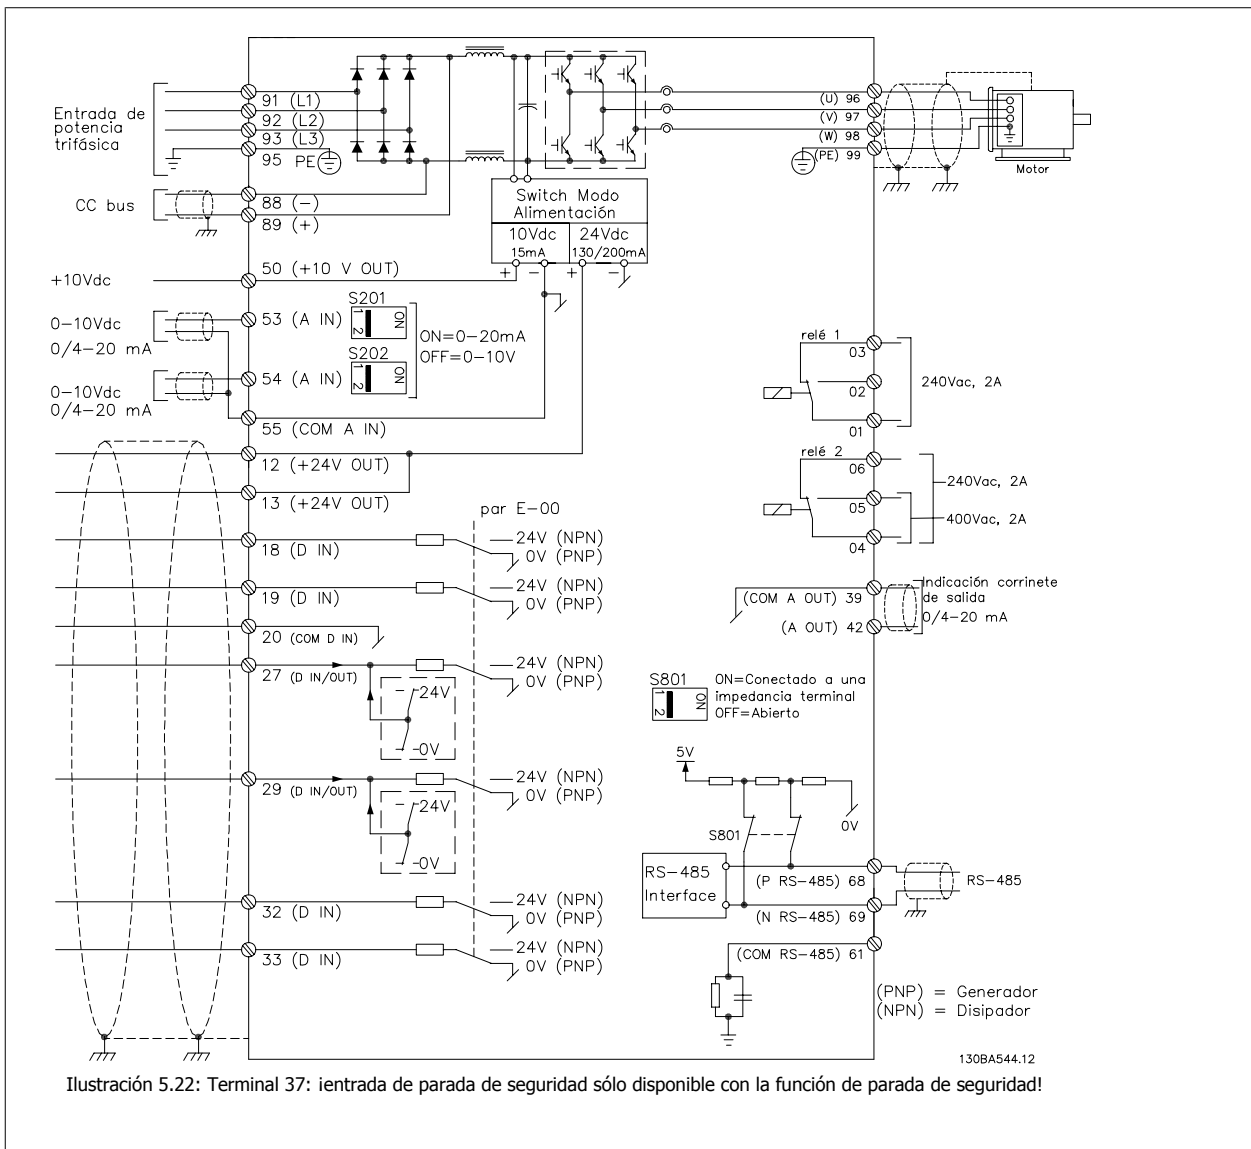 Entrada de
potencia
trifásica
91 (L1)
92 (L2)
93 (L3)
95 PE
CC bus
88 (−)
89 (+)
Switch Modo
Alimentación
10Vdc
15mA
24Vdc
130/200mA
+ − + −
+10Vdc
50 (+10 V OUT)
0−10Vdc
0/4−20 mA
53 (A IN)
S201
1 2
ON
ON=0−20mA
OFF=0−10V
0−10Vdc
0/4−20 mA
54 (A IN)
S202
1 2
ON
55 (COM A IN)
12 (+24V OUT)
13 (+24V OUT)
par E−00
18 (D IN)
24V (NPN)
0V (PNP)
19 (D IN)
24V (NPN)
0V (PNP)
20 (COM D IN)
27 (D IN/OUT)
24V (NPN)
0V (PNP)
24V
0V
29 (D IN/OUT)
24V (NPN)
0V (PNP)
24V
0V
32 (D IN)
24V (NPN)
0V (PNP)
33 (D IN)
24V (NPN)
0V (PNP)
(U) 96
(V) 97
(W) 98
(PE) 99
Motor
relé 1
03
02
01
240Vac, 2A
relé 2
06
05
04
240Vac, 2A
400Vac, 2A
(COM A OUT) 39
(A OUT) 42
Indicación corrinete
de salida
0/4−20 mA
S801
1 2
ON
ON=Conectado a una
impedancia terminal
OFF=Abierto
5V
0V
S801
RS−485
Interface
(P RS−485) 68
(N RS−485) 69
(COM RS−485) 61
RS−485
(PNP) = Generador
(NPN) = Disipador
130BA544.12
Ilustración 5.22: Terminal 37: ¡entrada de parada de seguridad sólo disponible con la función de parada de seguridad!